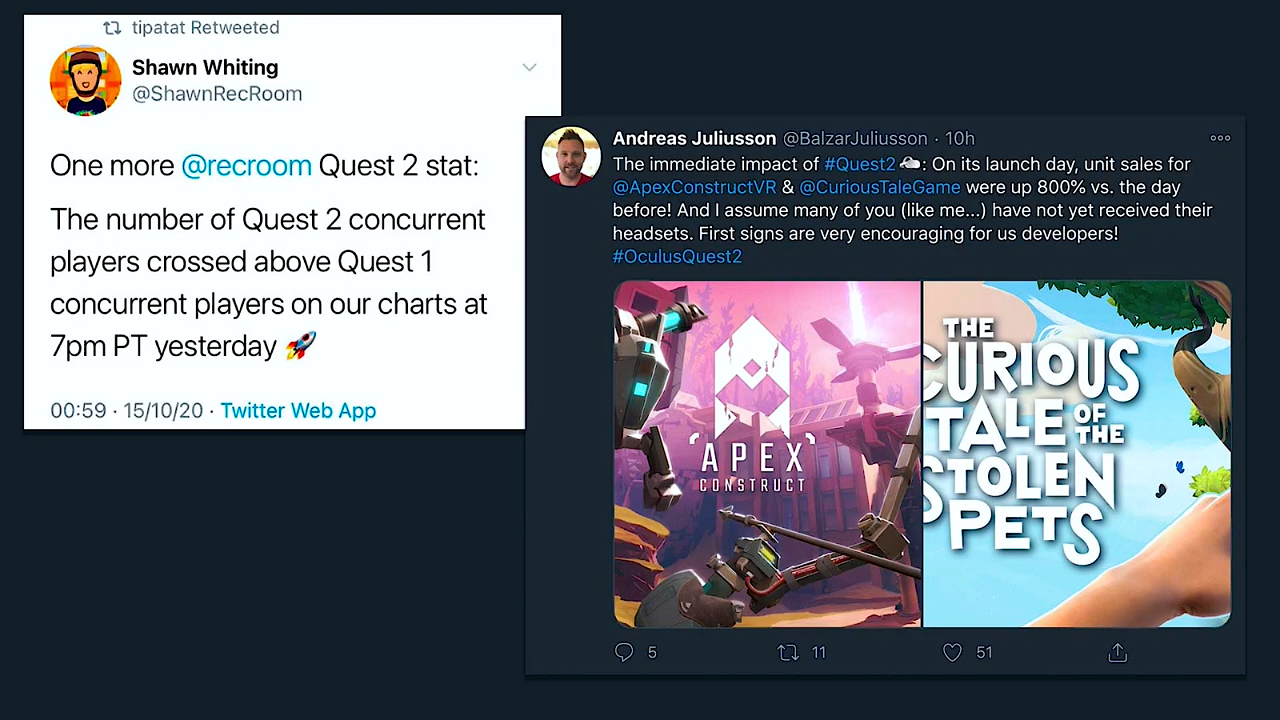 tipatat Retweeted
Shawn Whiting
@ShawnRecRoom
One more @recroom Quest 2 stat:
The number of Quest 2 concurrent
players crossed above Quest 1
concurrent players on our charts at
7pm PT yesterday 🚀
00:59 · 15/10/20 · Twitter Web App
Andreas Juliusson @BalzarJuliusson · 10h
The immediate impact of #Quest2 : On its launch day, unit sales for
@ApexConstructVR & @CuriousTaleGame were up 800% vs. the day
before! And I assume many of you (like me...) have not yet received their
headsets. First signs are very encouraging for us developers!
#OculusQuest2
APEX
CONSTRUCT
THE
CURIOUS
TALE OF
THE
STOLEN
PETS
5 11 51